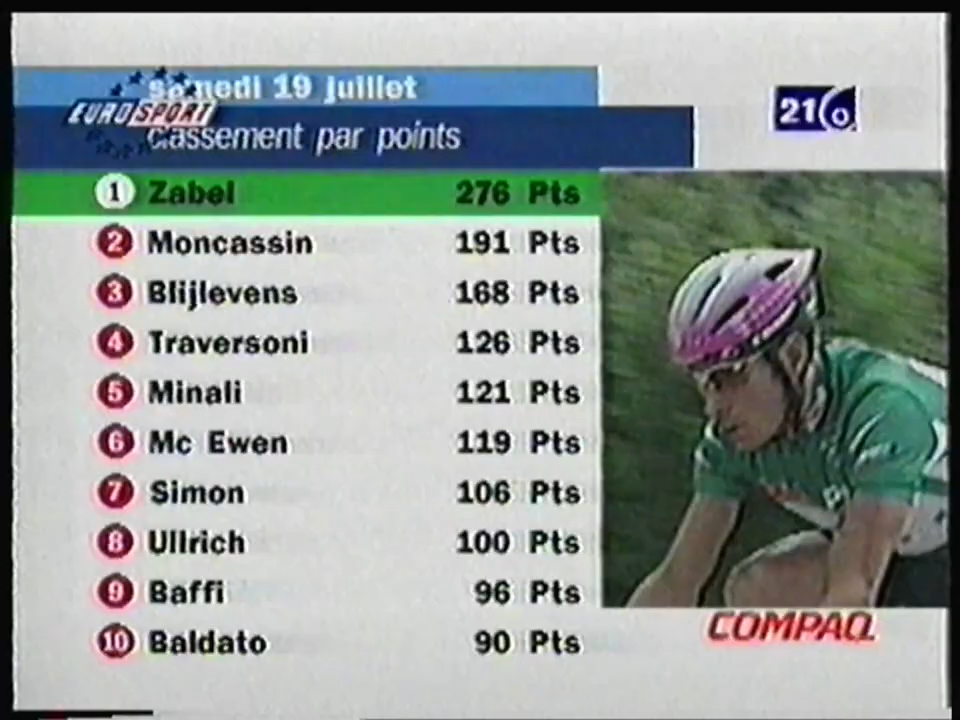 samedi 19 juillet
EUROSPORT
classement par points
21
1 Zabel 276 Pts
2 Moncassin 191 Pts
3 Blijlevens 168 Pts
4 Traversoni 126 Pts
5 Minali 121 Pts
6 Mc Ewen 119 Pts
7 Simon 106 Pts
8 Ullrich 100 Pts
9 Baffi 96 Pts
10 Baldato 90 Pts
COMPAQ